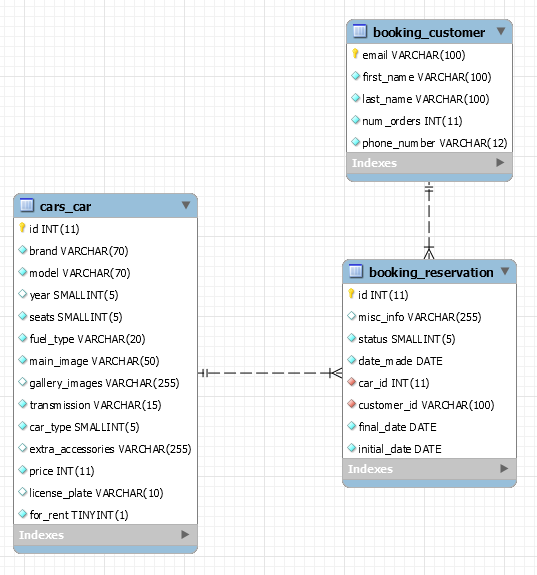 booking_customer
email VARCHAR(100)
first_name VARCHAR(100)
last_name VARCHAR(100)
num_orders INT(11)
phone_number VARCHAR(12)
Indexes
cars_car
id INT(11)
brand VARCHAR(70)
model VARCHAR(70)
year SMALLINT(5)
seats SMALLINT(5)
fuel_type VARCHAR(20)
main_image VARCHAR(50)
gallery_images VARCHAR(255)
transmission VARCHAR(15)
car_type SMALLINT(5)
extra_accessories VARCHAR(255)
price INT(11)
license_plate VARCHAR(10)
for_rent TINYINT(1)
Indexes
booking_reservation
id INT(11)
misc_info VARCHAR(255)
status SMALLINT(5)
date_made DATE
car_id INT(11)
customer_id VARCHAR(100)
final_date DATE
initial_date DATE
Indexes